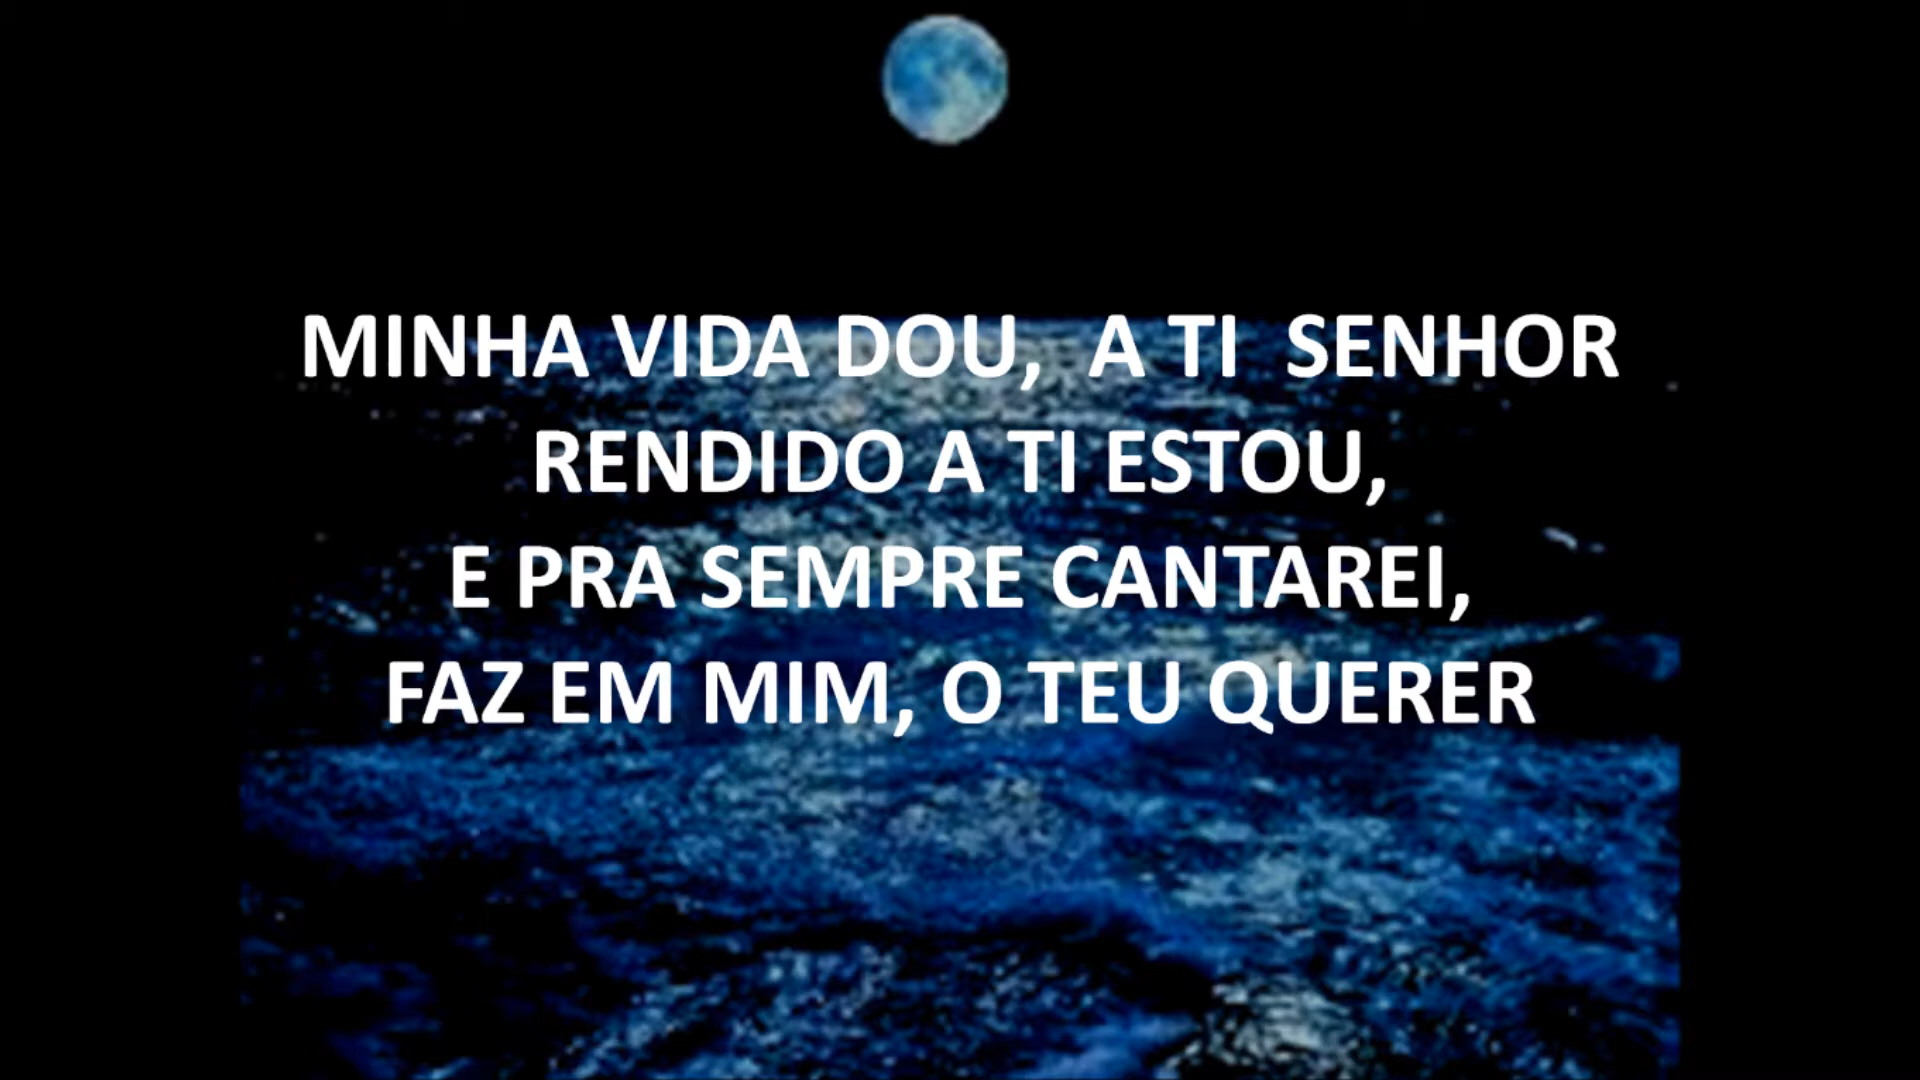 MINHA VIDA DOU,  A TI  SENHOR
RENDIDO A TI ESTOU,
E PRA SEMPRE CANTAREI,
FAZ EM MIM, O TEU QUERER